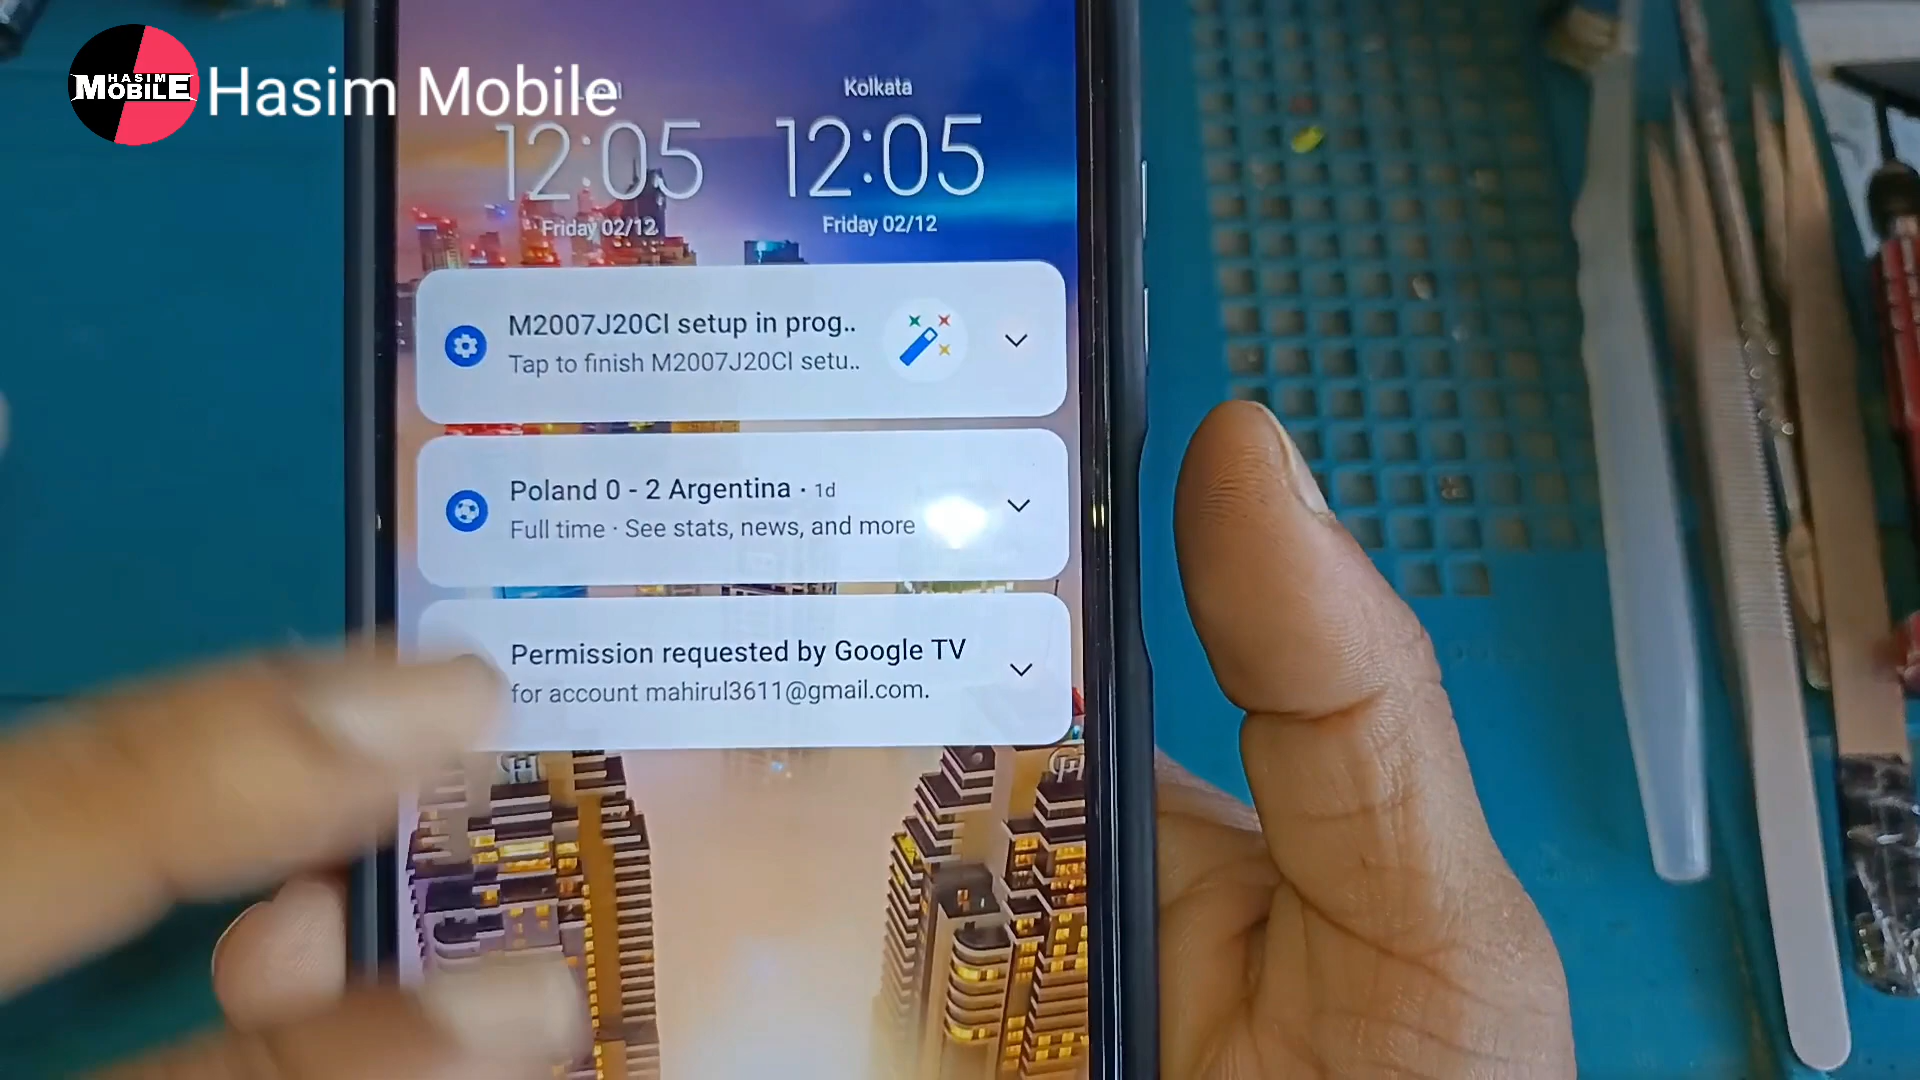 HASIM
MOBILE
Hasim Mobile
Kolkata
12:05
12:05
Friday 02/12
Friday 02/12
M2007J20CI setup in prog..
Tap to finish M2007J20CI setu..
Poland 0 - 2 Argentina · 1d
Full time · See stats, news, and more
Permission requested by Google TV
for account mahirul3611@gmail.com.